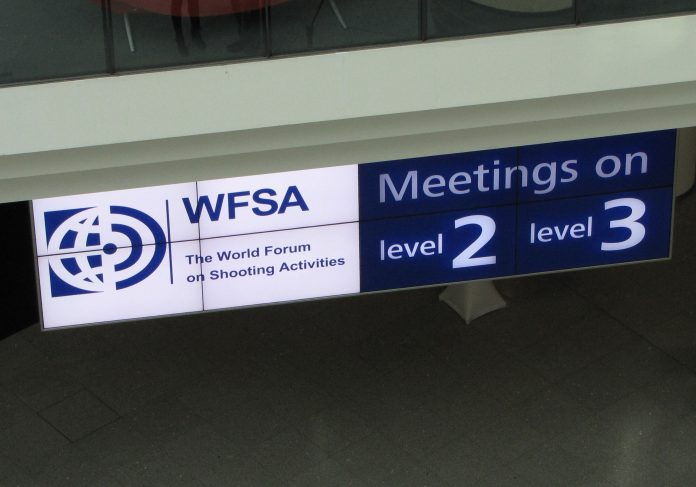 WFSA
The World Forum
on Shooting Activities
Meetings on
level 2 level 3